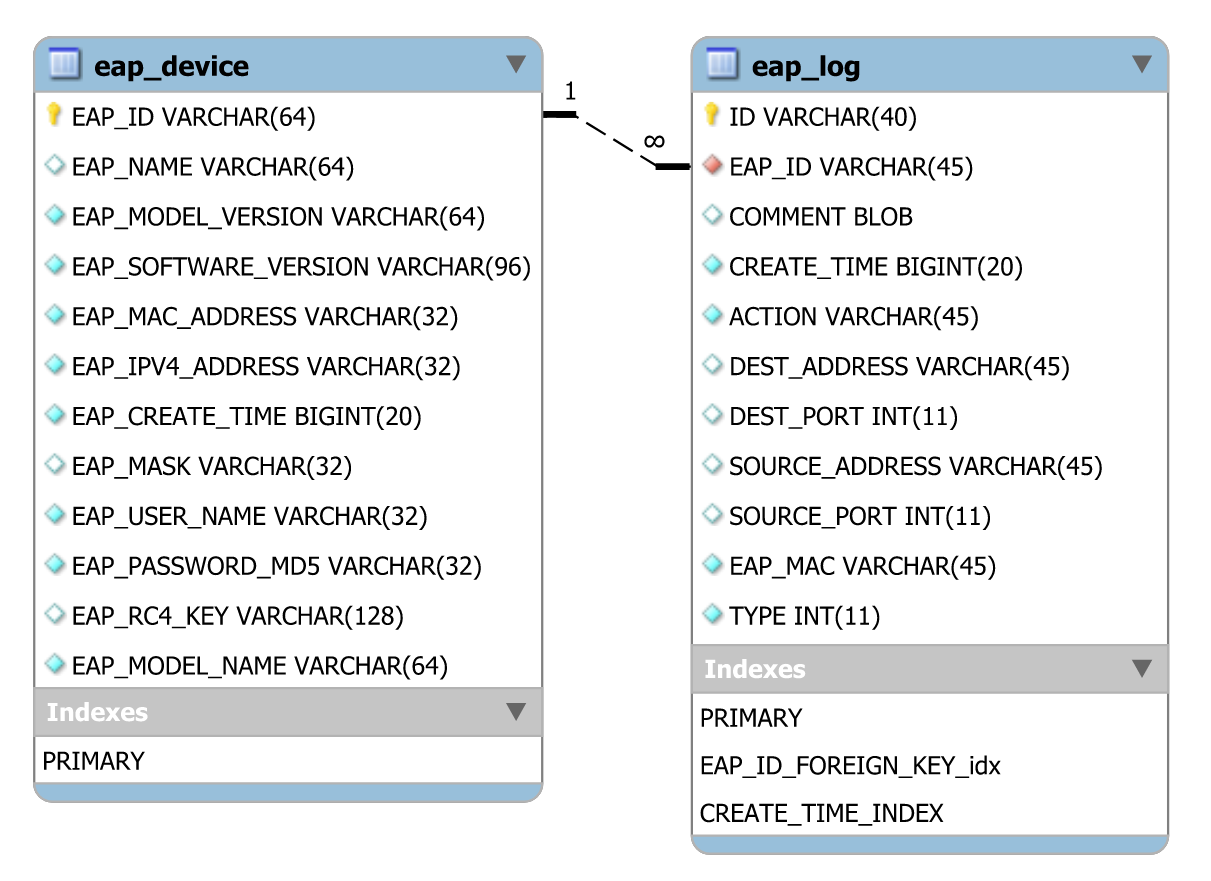 eap_device
EAP_ID VARCHAR(64)
EAP_NAME VARCHAR(64)
EAP_MODEL_VERSION VARCHAR(64)
EAP_SOFTWARE_VERSION VARCHAR(96)
EAP_MAC_ADDRESS VARCHAR(32)
EAP_IPV4_ADDRESS VARCHAR(32)
EAP_CREATE_TIME BIGINT(20)
EAP_MASK VARCHAR(32)
EAP_USER_NAME VARCHAR(32)
EAP_PASSWORD_MD5 VARCHAR(32)
EAP_RC4_KEY VARCHAR(128)
EAP_MODEL_NAME VARCHAR(64)
Indexes
PRIMARY
1
∞
eap_log
ID VARCHAR(40)
EAP_ID VARCHAR(45)
COMMENT BLOB
CREATE_TIME BIGINT(20)
ACTION VARCHAR(45)
DEST_ADDRESS VARCHAR(45)
DEST_PORT INT(11)
SOURCE_ADDRESS VARCHAR(45)
SOURCE_PORT INT(11)
EAP_MAC VARCHAR(45)
TYPE INT(11)
Indexes
PRIMARY
EAP_ID_FOREIGN_KEY_idx
CREATE_TIME_INDEX